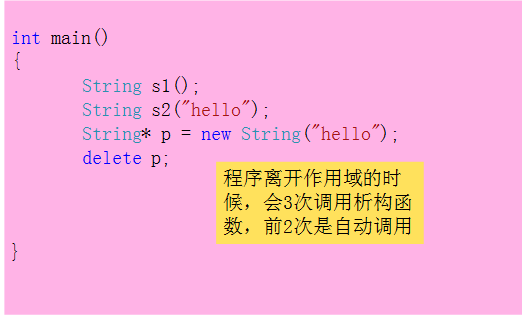 int main()
{
String s1();
String s2("hello");
String* p = new String("hello");
delete p;
程序离开作用域的时
候，会3次调用析构函
数，前2次是自动调用
}